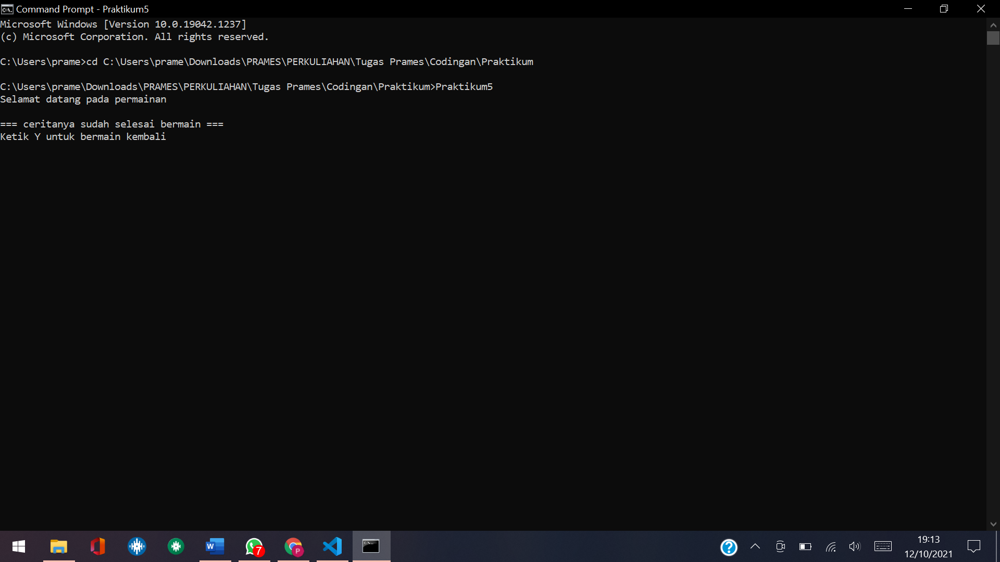 Command Prompt - Praktikum5
Microsoft Windows [Version 10.0.19042.1237]
(c) Microsoft Corporation. All rights reserved.
C:\Users\prame>cd C:\Users\prame\Downloads\PRAMES\PERKULIAHAN\Tugas Prames\Codingan\Praktikum
C:\Users\prame\Downloads\PRAMES\PERKULIAHAN\Tugas Prames\Codingan\Praktikum>Praktikum5
Selamat datang pada permainan
=== ceritanya sudah selesai bermain ===
Ketik Y untuk bermain kembali
W
7
P
?
19:13
12/10/2021